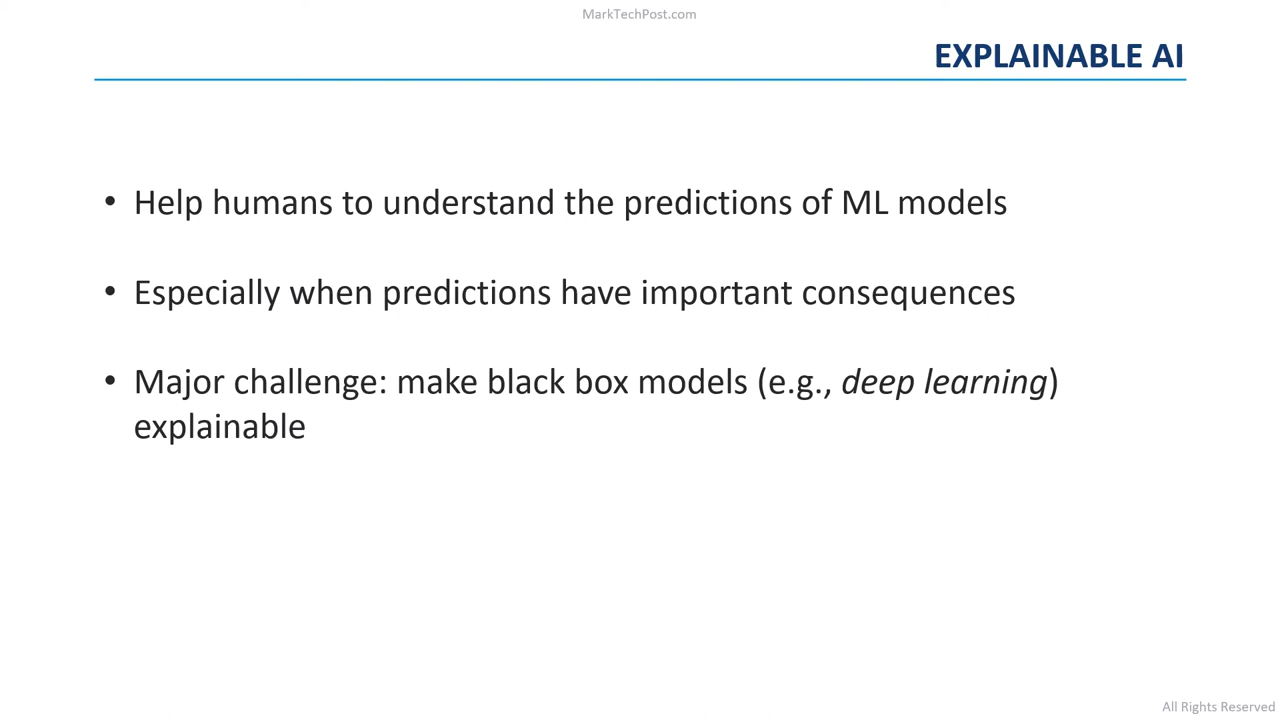 MarkTechPost.com
EXPLAINABLE AI
• Help humans to understand the predictions of ML models
• Especially when predictions have important consequences
• Major challenge: make black box models (e.g., deep learning)
explainable
All Rights Reserved